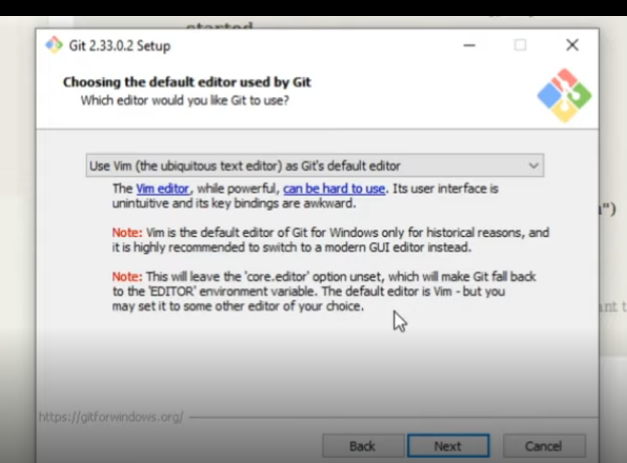 started
Git 2.33.0.2 Setup
Choosing the default editor used by Git
Which editor would you like Git to use?
Use Vim (the ubiquitous text editor) as Git's default editor
The Vim editor, while powerful, can be hard to use. Its user interface is
unintuitive and its key bindings are awkward.
Note: Vim is the default editor of Git for Windows only for historical reasons, and
it is highly recommended to switch to a modern GUI editor instead.
Note: This will leave the 'core.editor' option unset, which will make Git fall back
to the 'EDITOR' environment variable. The default editor is Vim - but you
may set it to some other editor of your choice.
https://gitforwindows.org/
Back Next Cancel